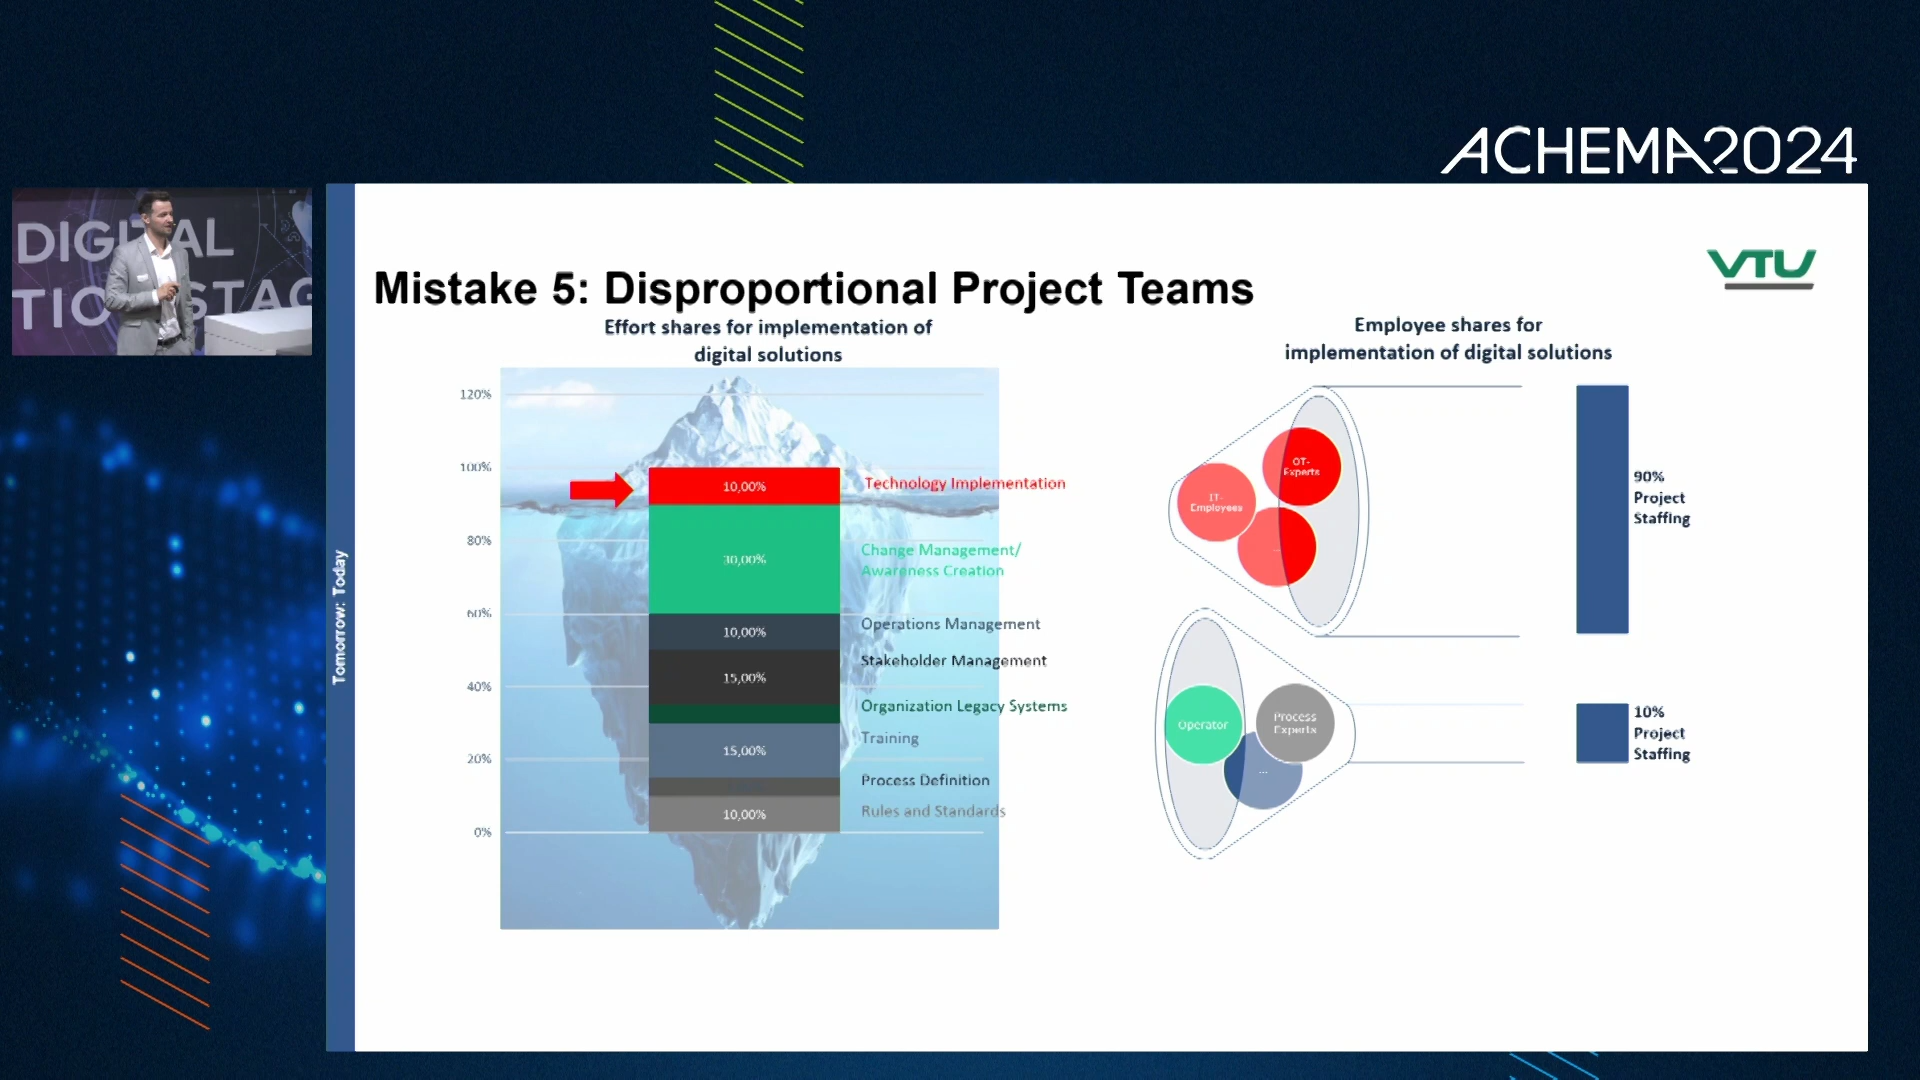 ACHEMA2024
DIGITAL
TIO STAG
VTU
Mistake 5: Disproportional Project Teams
Tomorrow: Today
Effort shares for implementation of
digital solutions
120%
100%
80%
60%
40%
20%
0%
10,00%
30,00%
10,00%
15,00%
15,00%
10,00%
Technology Implementation
Change Management/
Awareness Creation
Operations Management
Stakeholder Management
Organization Legacy Systems
Training
Process Definition
Rules and Standards
Employee shares for
implementation of digital solutions
OT-
Experts
IT-
Employees
...
Operator
Process
Experts
...
90%
Project
Staffing
10%
Project
Staffing